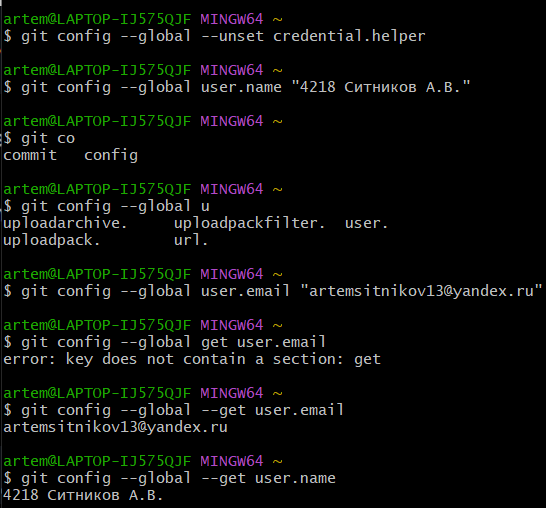 artem@LAPTOP-IJ575QJF MINGW64 ~
$ git config --global --unset credential.helper
artem@LAPTOP-IJ575QJF MINGW64 ~
$ git config --global user.name "4218 Ситников А.В."
artem@LAPTOP-IJ575QJF MINGW64 ~
$ git co
commit   config
artem@LAPTOP-IJ575QJF MINGW64 ~
$ git config --global u
uploadarchive.     uploadpackfilter.  user.
uploadpack.        url.
artem@LAPTOP-IJ575QJF MINGW64 ~
$ git config --global user.email "artemsitnikov13@yandex.ru"
artem@LAPTOP-IJ575QJF MINGW64 ~
$ git config --global get user.email
error: key does not contain a section: get
artem@LAPTOP-IJ575QJF MINGW64 ~
$ git config --global --get user.email
artemsitnikov13@yandex.ru
artem@LAPTOP-IJ575QJF MINGW64 ~
$ git config --global --get user.name
4218 Ситников А.В.